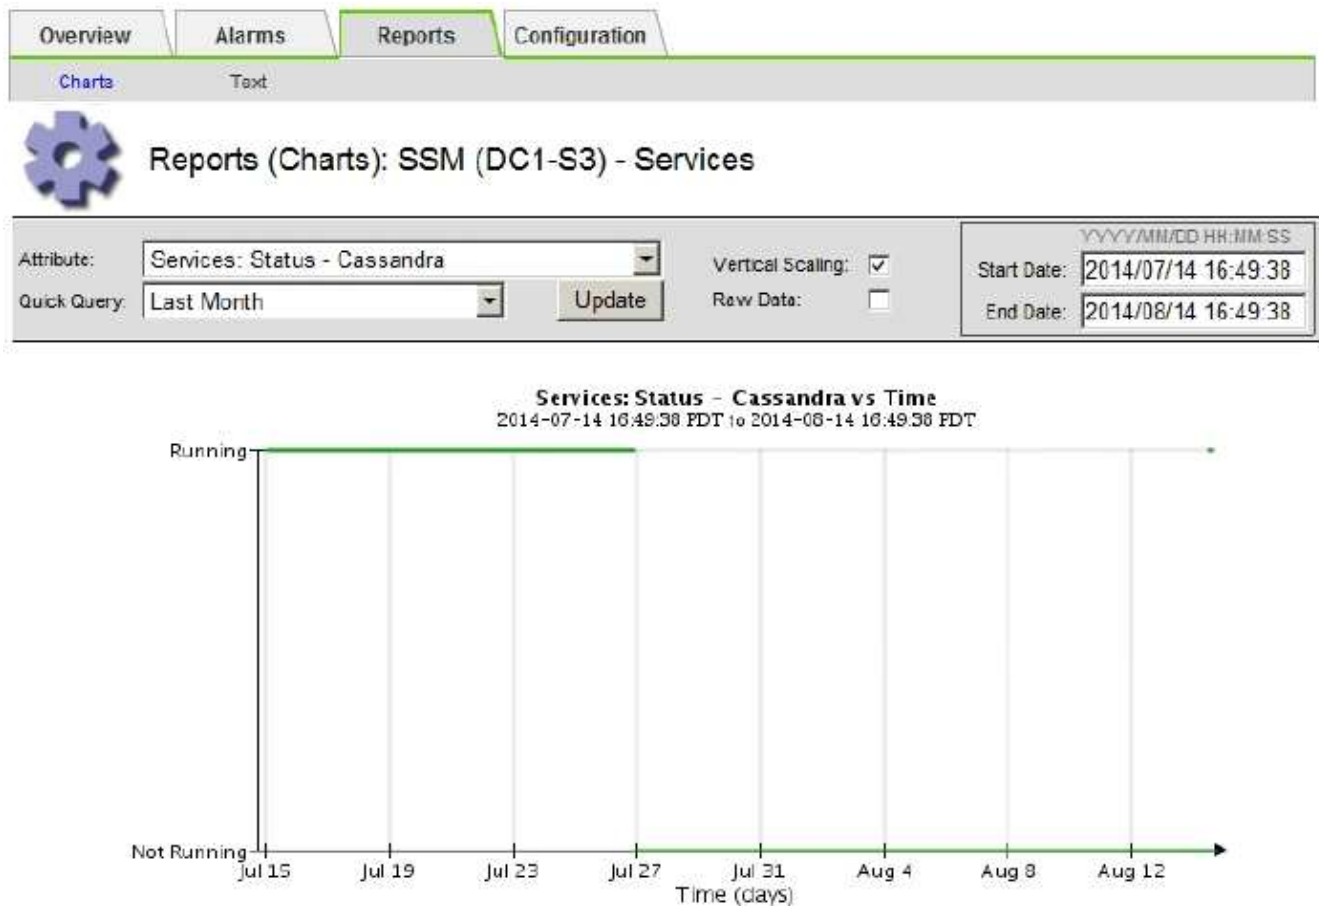 Overview Alarms Reports Configuration
Charts Text
Reports (Charts): SSM (DC1-S3) - Services
YYYY/MM/DD HH:MM:SS
Attribute: Services: Status - Cassandra Vertical Scaling: Start Date: 2014/07/14 16:49:38
Quick Query: Last Month Update Raw Data: End Date: 2014/08/14 16:49:38
Services: Status - Cassandra vs Time
2014-07-14 16:49:38 PDT to 2014-08-14 16:49:38 PDT
Running
Not Running
Jul 15 Jul 19 Jul 23 Jul 27 Jul 31 Aug 4 Aug 8 Aug 12
Time (days)